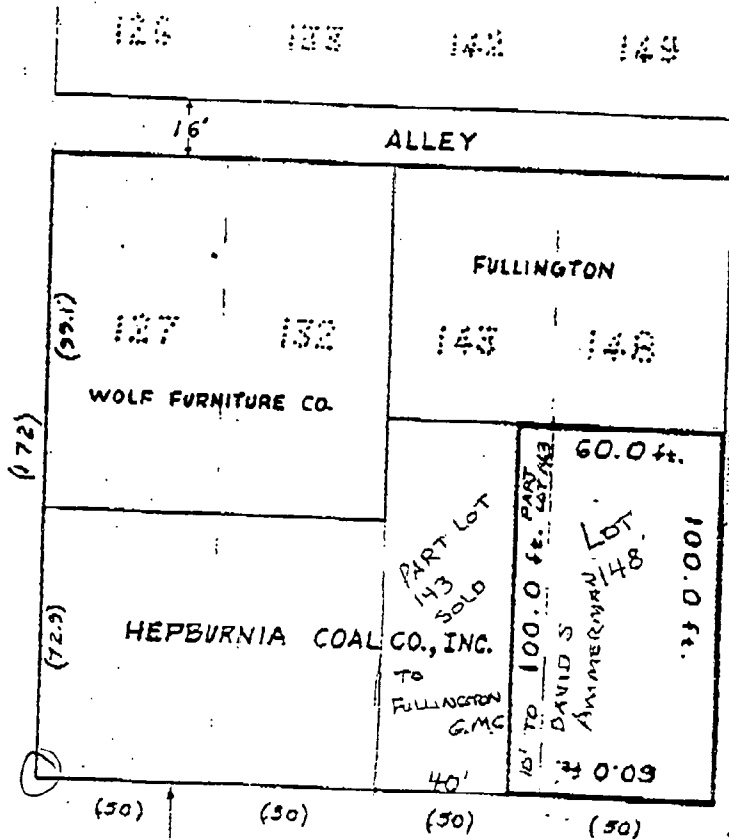 126 133 142 149
16'
ALLEY
FULLINGTON
127 132 143 148
(99.1)
WOLF FURNITURE CO.
(172)
60.0 ft.
PART LOT 143
100.0 ft.
LOT 148
100.0 ft.
PART LOT
143
SOLD
TO
FULLINGTON
G.M.C
HEPBURNIA COAL CO., INC.
(72.9)
10' TO
DAVID S
AMMERMAN
60.0 ft.
40'
(50) (50) (50) (50)